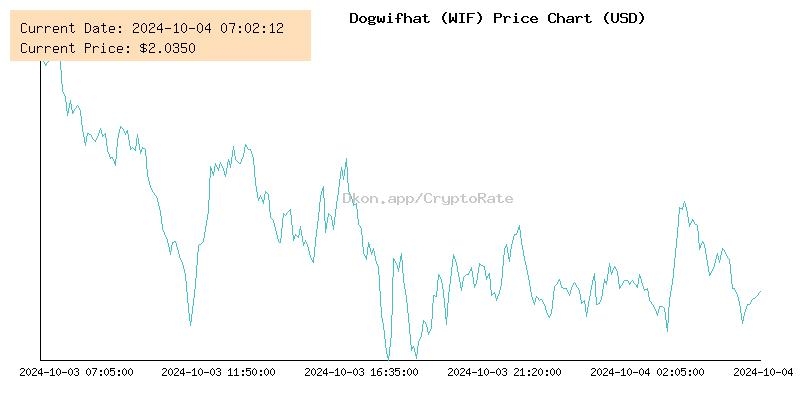 Dogwifhat (WIF) Price Chart (USD)
Current Date: 2024-10-04 07:02:12
Current Price: $2.0350
Dkon.app/CryptoRate
2024-10-03 07:05:00 2024-10-03 11:50:00 2024-10-03 16:35:00 2024-10-03 21:20:00 2024-10-04 02:05:00 2024-10-04